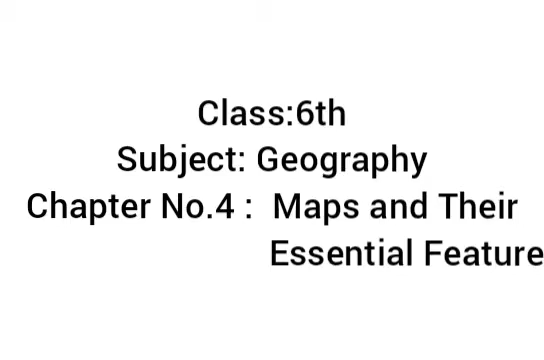 Class:6th
Subject: Geography
Chapter No.4 : Maps and Their
Essential Feature